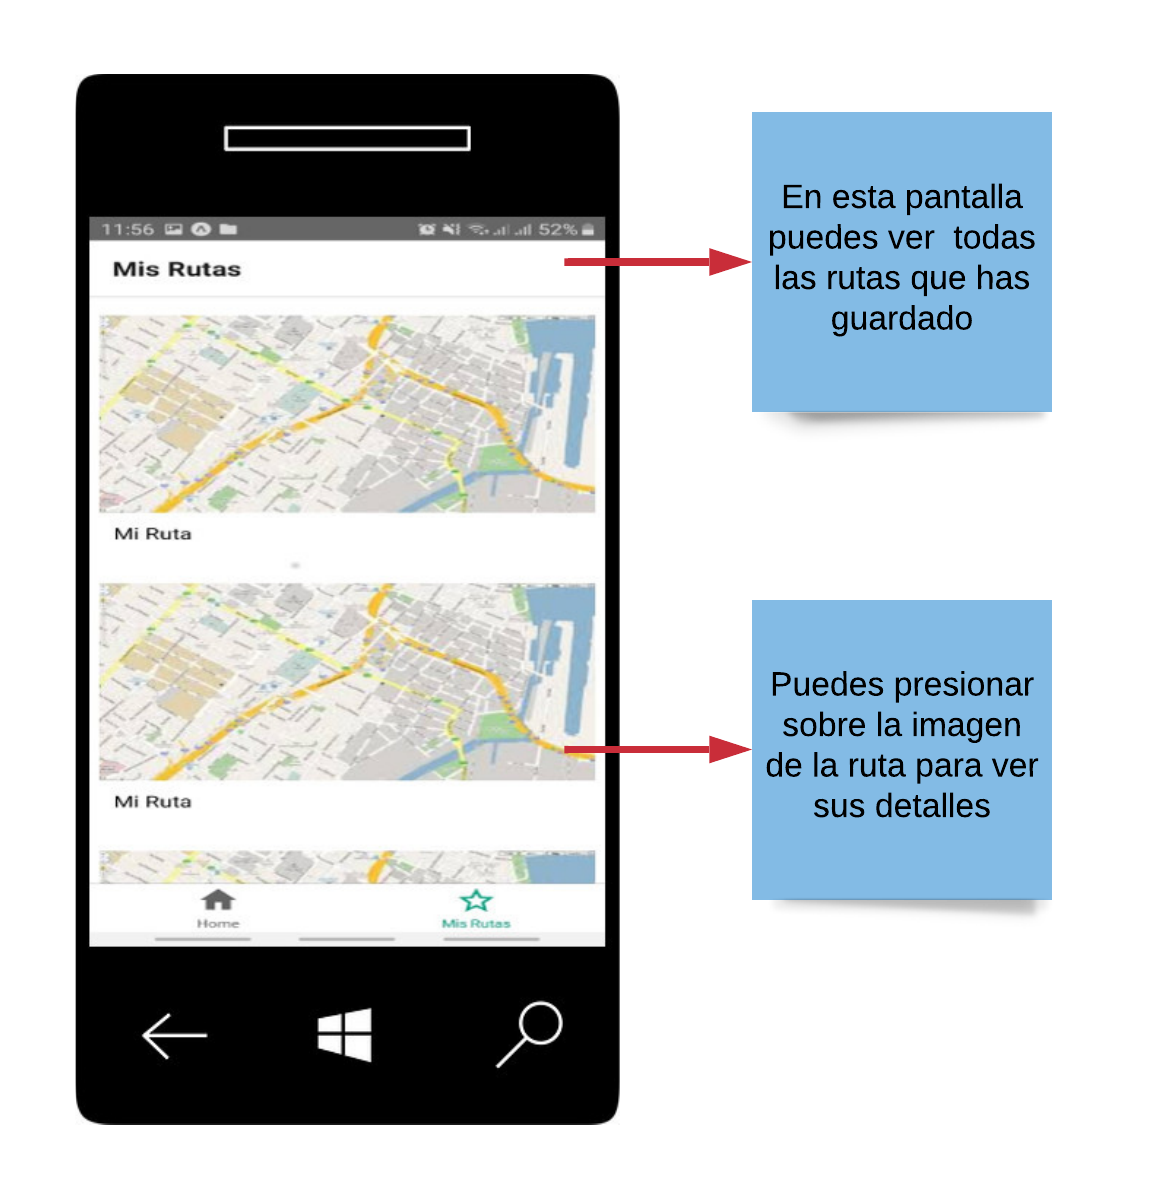 11:56
52%
Mis Rutas
Mi Ruta
Mi Ruta
Home
Mis Rutas
En esta pantalla
puedes ver  todas
las rutas que has
guardado
Puedes presionar
sobre la imagen
de la ruta para ver
sus detalles